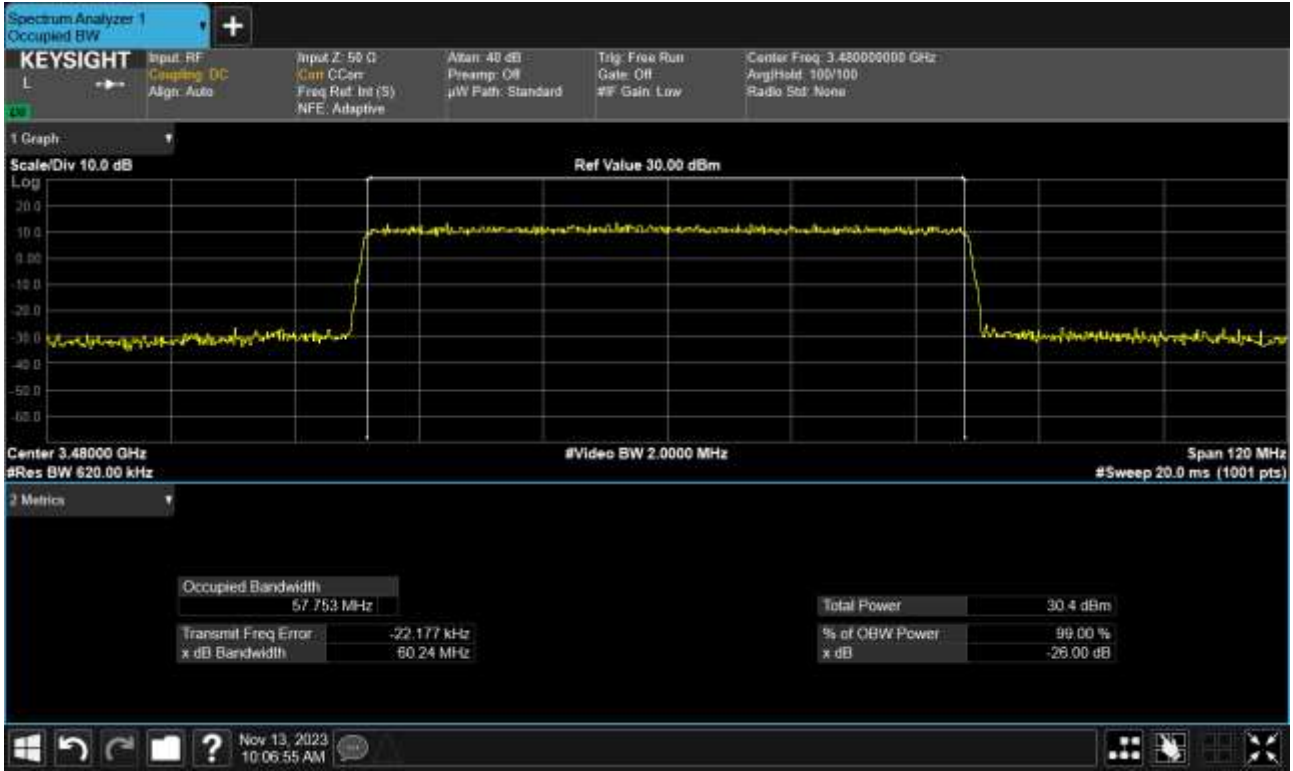 Spectrum Analyzer 1
Occupied BW
+
KEYSIGHT
L
Input: RF
Coupling: DC
Align: Auto
Input Z: 50 Ω
Corr CCorr
Freq Ref: Int (S)
NFE: Adaptive
Atten: 40 dB
Preamp: Off
µW Path: Standard
Trig: Free Run
Gate: Off
#IF Gain: Low
Center Freq: 3.480000000 GHz
Avg|Hold: 100/100
Radio Std: None
1 Graph
Scale/Div 10.0 dB
Ref Value 30.00 dBm
Log
20.0
10.0
0.00
-10.0
-20.0
-30.0
-40.0
-50.0
-60.0
Center 3.48000 GHz
#Video BW 2.0000 MHz
Span 120 MHz
#Res BW 620.00 kHz
#Sweep 20.0 ms (1001 pts)
2 Metrics
Occupied Bandwidth
57.753 MHz
Total Power 30.4 dBm
Transmit Freq Error -22.177 kHz
% of OBW Power 99.00 %
x dB Bandwidth 60.24 MHz
x dB -26.00 dB
?
Nov 13, 2023
10:06:55 AM